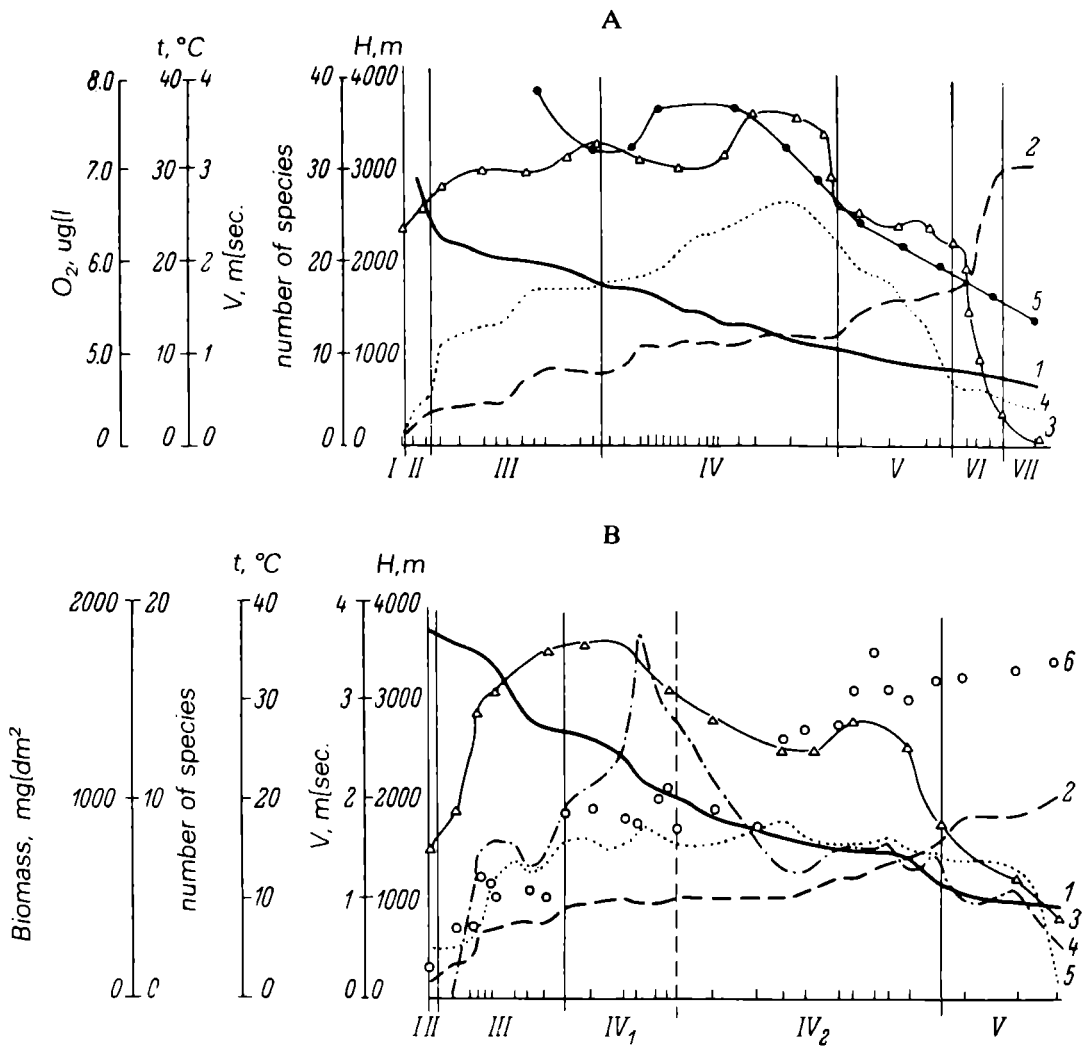 A
t, °C H, m
8.0 40 4 40 4000
7.0 30 3 30 3000
6.0 20 2 20 2000
5.0 10 1 10 1000
0 0 0 0 0
O₂, ug[l
V, m[sec.
number of species
2
5
1
4
3
I II III IV V VI VII
B
t, °C H, m
2000 20 40 4 4000
30 3 3000
1000 10 20 2 2000
10 1 1000
0 0 0 0 0
Biomass, mg[dm²
number of species
V, m[sec.
6
2
1
3
4
5
I II III IV₁ IV₂ V